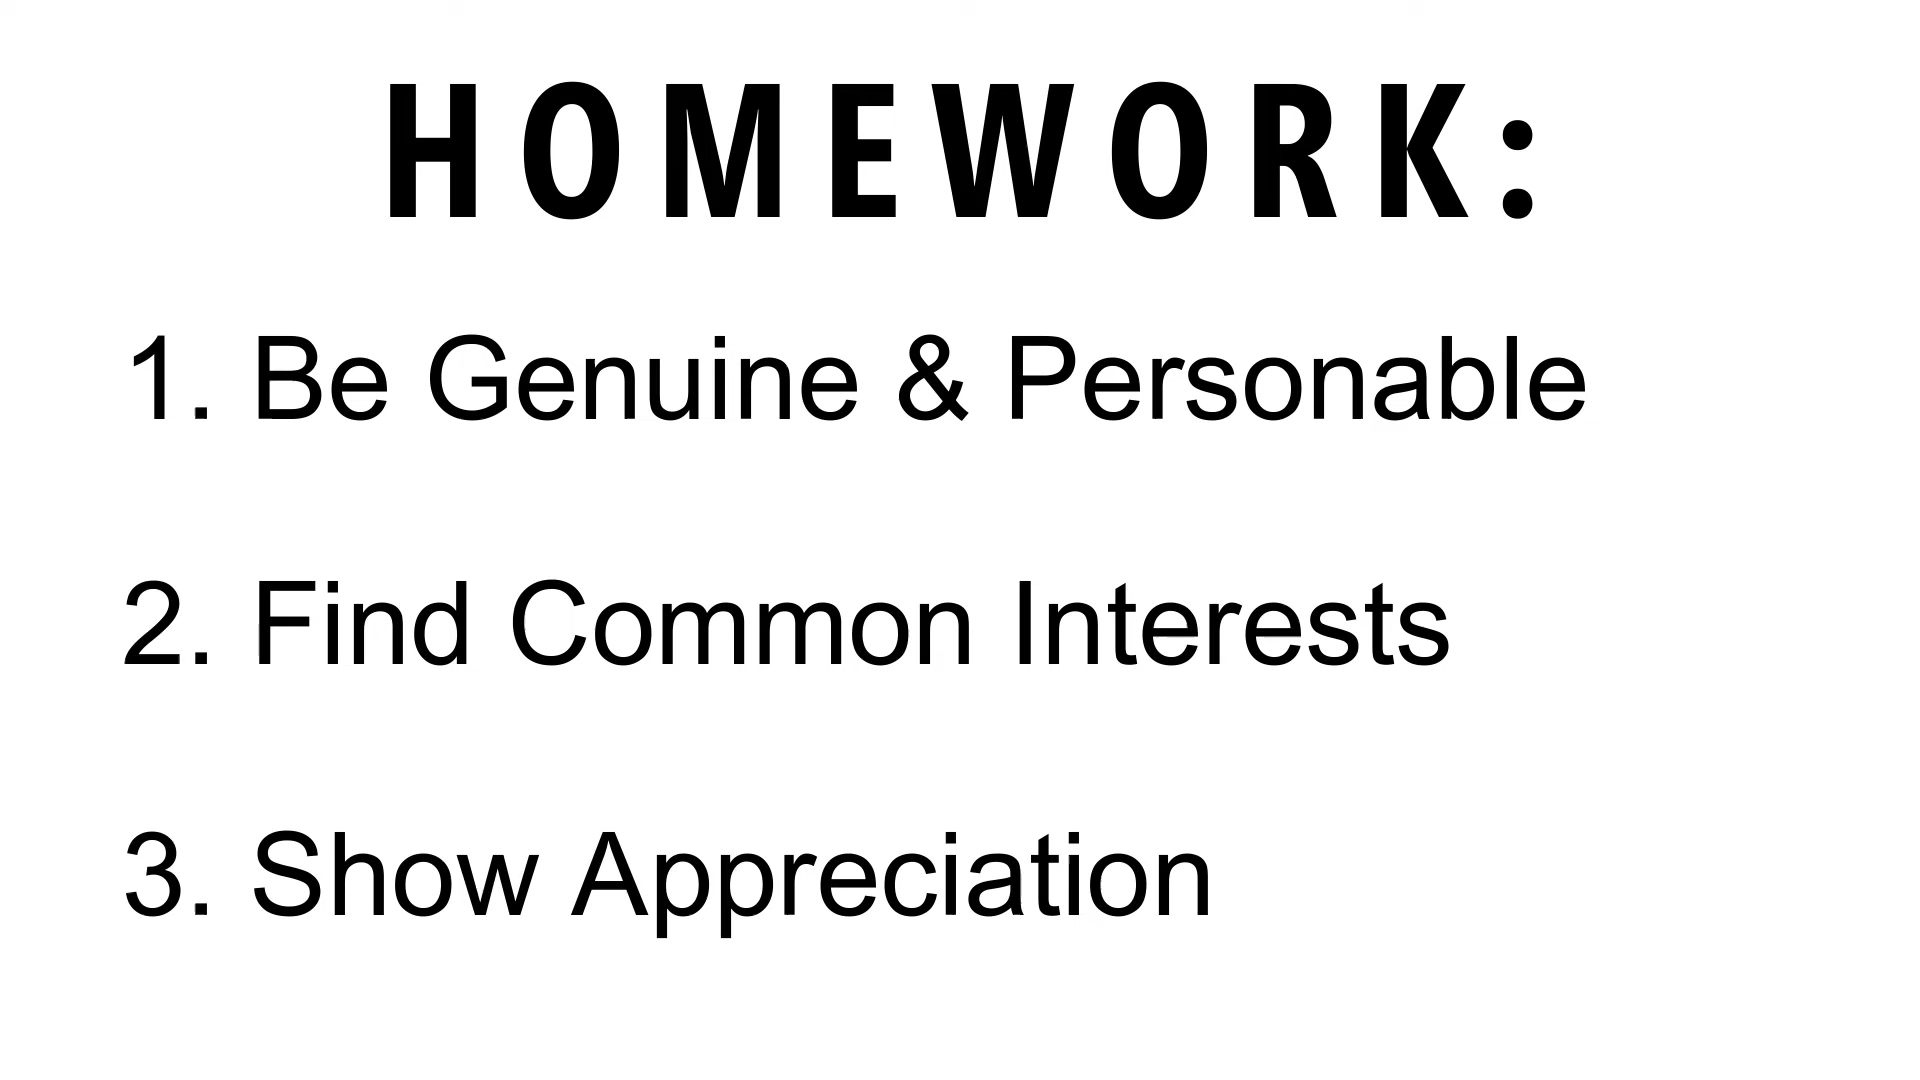 HOMEWORK:
1. Be Genuine & Personable
2. Find Common Interests
3. Show Appreciation